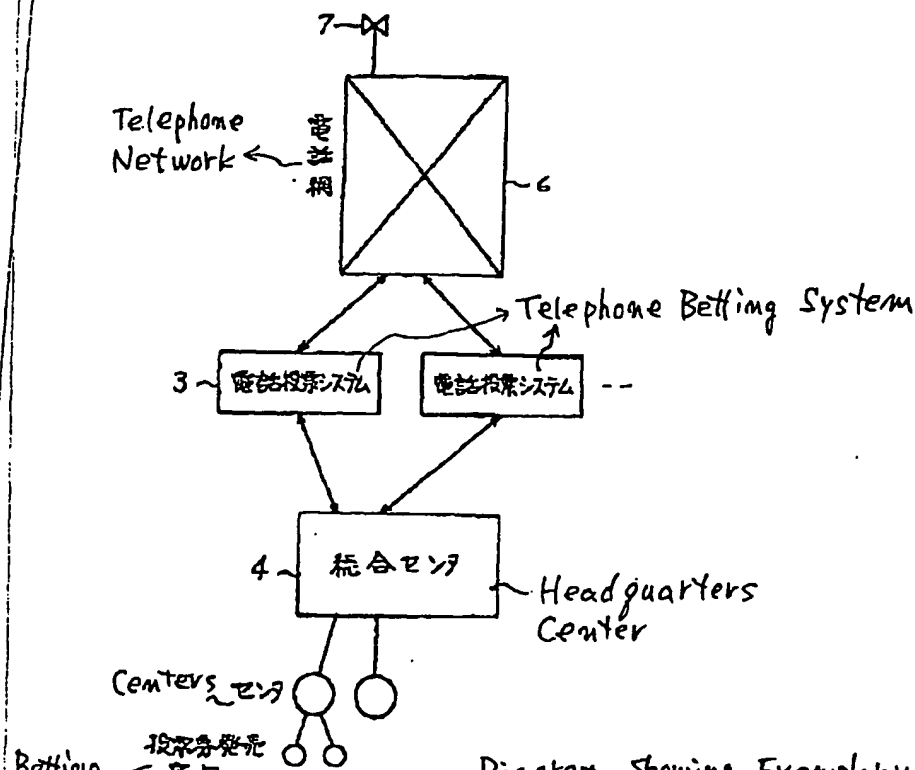 7
Telephone
Network
電話網
6
Telephone Betting System
3
電話投票システム
電話投票システム
--
4
総合センタ
Headquarters
Center
Centers
センタ
投票券発売
Betting
Diagram Showing Exemplary